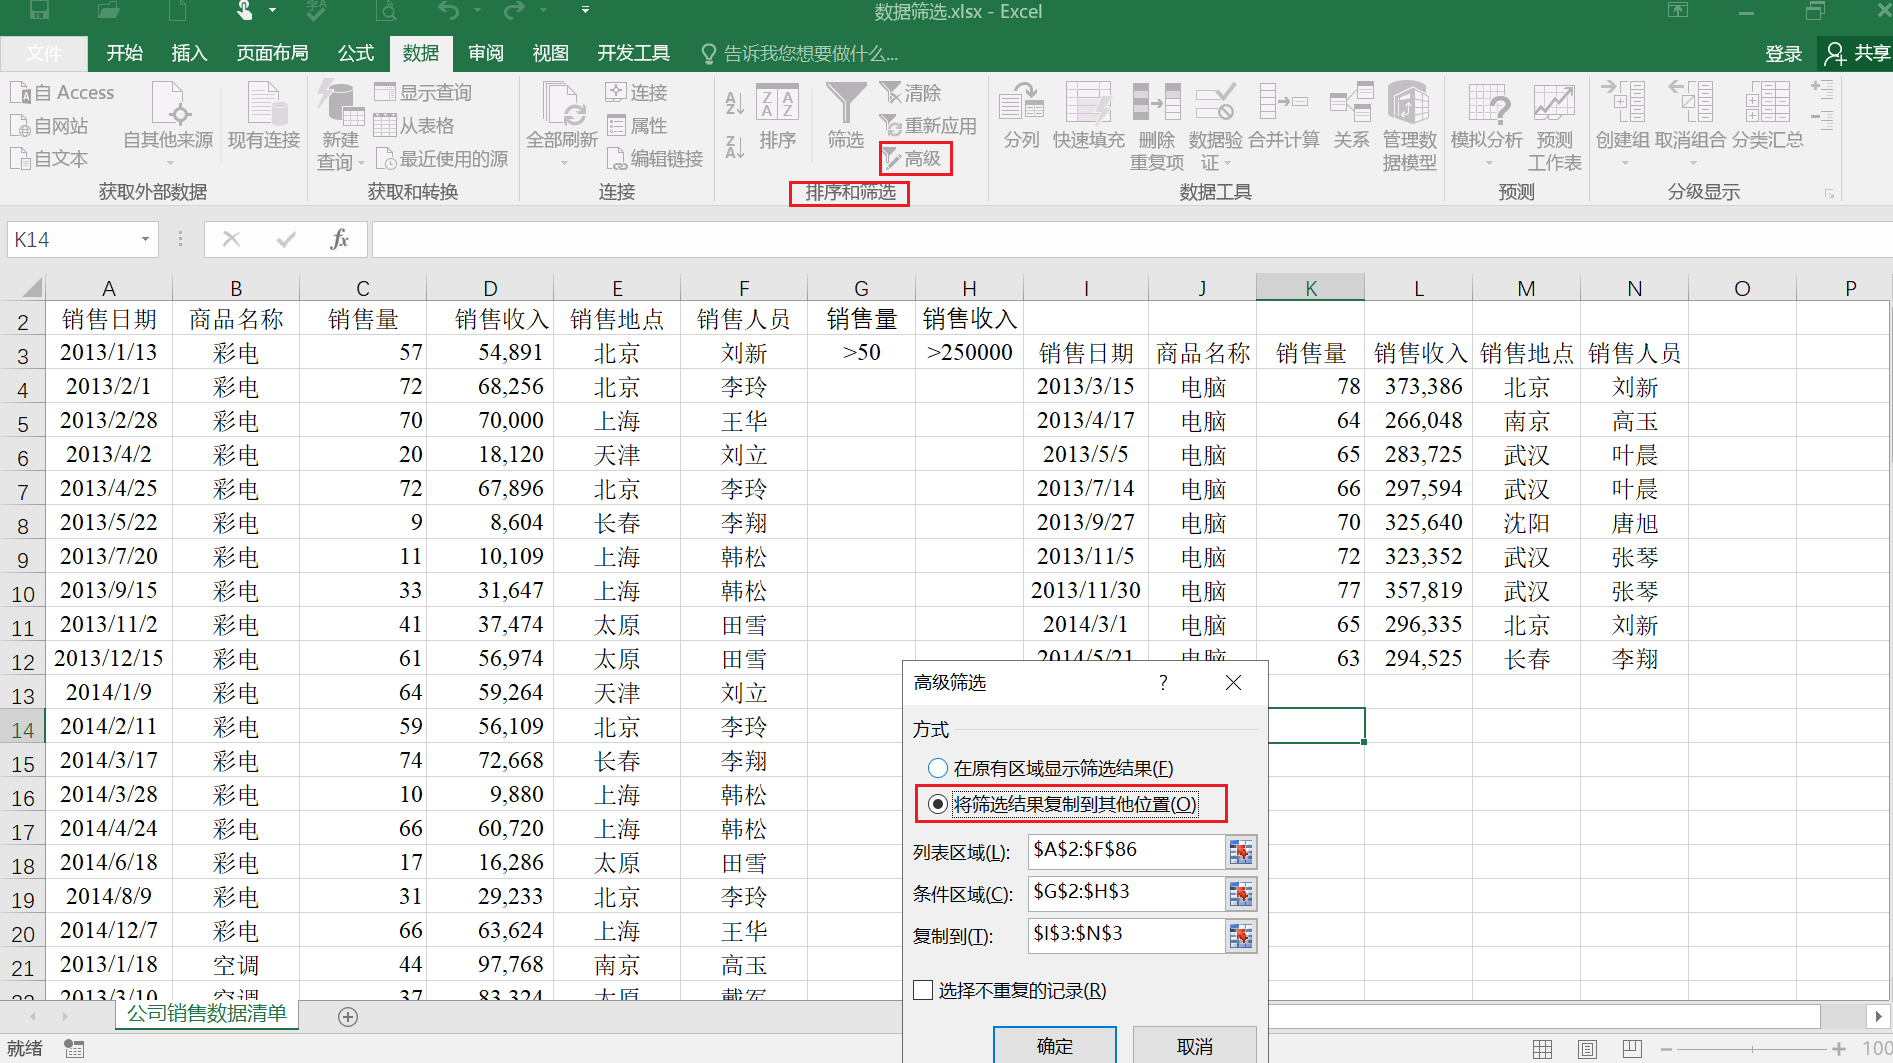 数据筛选.xlsx - Excel
文件 开始 插入 页面布局 公式 数据 审阅 视图 开发工具 告诉我您想要做什么... 登录 共享
自 Access
自网站
自文本
自其他来源
现有连接
获取外部数据
新建
查询
显示查询
从表格
最近使用的源
获取和转换
全部刷新
连接
属性
编辑链接
连接
排序
筛选
清除
重新应用
高级
排序和筛选
分列
快速填充
删除
重复项
数据验
证
合并计算
关系
管理数
据模型
数据工具
模拟分析
预测
工作表
预测
创建组
取消组合
分类汇总
分级显示
K14
fx
A B C D E F G H I J K L M N O P
2 销售日期 商品名称 销售量 销售收入 销售地点 销售人员 销售量 销售收入
3 2013/1/13 彩电 57 54,891 北京 刘新 >50 >250000 销售日期 商品名称 销售量 销售收入 销售地点 销售人员
4 2013/2/1 彩电 72 68,256 北京 李玲 2013/3/15 电脑 78 373,386 北京 刘新
5 2013/2/28 彩电 70 70,000 上海 王华 2013/4/17 电脑 64 266,048 南京 高玉
6 2013/4/2 彩电 20 18,120 天津 刘立 2013/5/5 电脑 65 283,725 武汉 叶晨
7 2013/4/25 彩电 72 67,896 北京 李玲 2013/7/14 电脑 66 297,594 武汉 叶晨
8 2013/5/22 彩电 9 8,604 长春 李翔 2013/9/27 电脑 70 325,640 沈阳 唐旭
9 2013/7/20 彩电 11 10,109 上海 韩松 2013/11/5 电脑 72 323,352 武汉 张琴
10 2013/9/15 彩电 33 31,647 上海 韩松 2013/11/30 电脑 77 357,819 武汉 张琴
11 2013/11/2 彩电 41 37,474 太原 田雪 2014/3/1 电脑 65 296,335 北京 刘新
12 2013/12/15 彩电 61 56,974 太原 田雪 2014/5/21 电脑 63 294,525 长春 李翔
13 2014/1/9 彩电 64 59,264 天津 刘立
14 2014/2/11 彩电 59 56,109 北京 李玲
15 2014/3/17 彩电 74 72,668 长春 李翔
16 2014/3/28 彩电 10 9,880 上海 韩松
17 2014/4/24 彩电 66 60,720 上海 韩松
18 2014/6/18 彩电 17 16,286 太原 田雪
19 2014/8/9 彩电 31 29,233 北京 李玲
20 2014/12/7 彩电 66 63,624 上海 王华
21 2013/1/18 空调 44 97,768 南京 高玉
22 2013/3/10 空调 37 83,324 太原 戴军
高级筛选 ?
方式
在原有区域显示筛选结果(F)
将筛选结果复制到其他位置(O)
列表区域(L): $A$2:$F$86
条件区域(C): $G$2:$H$3
复制到(T): $I$3:$N$3
选择不重复的记录(R)
确定 取消
公司销售数据清单
就绪
100